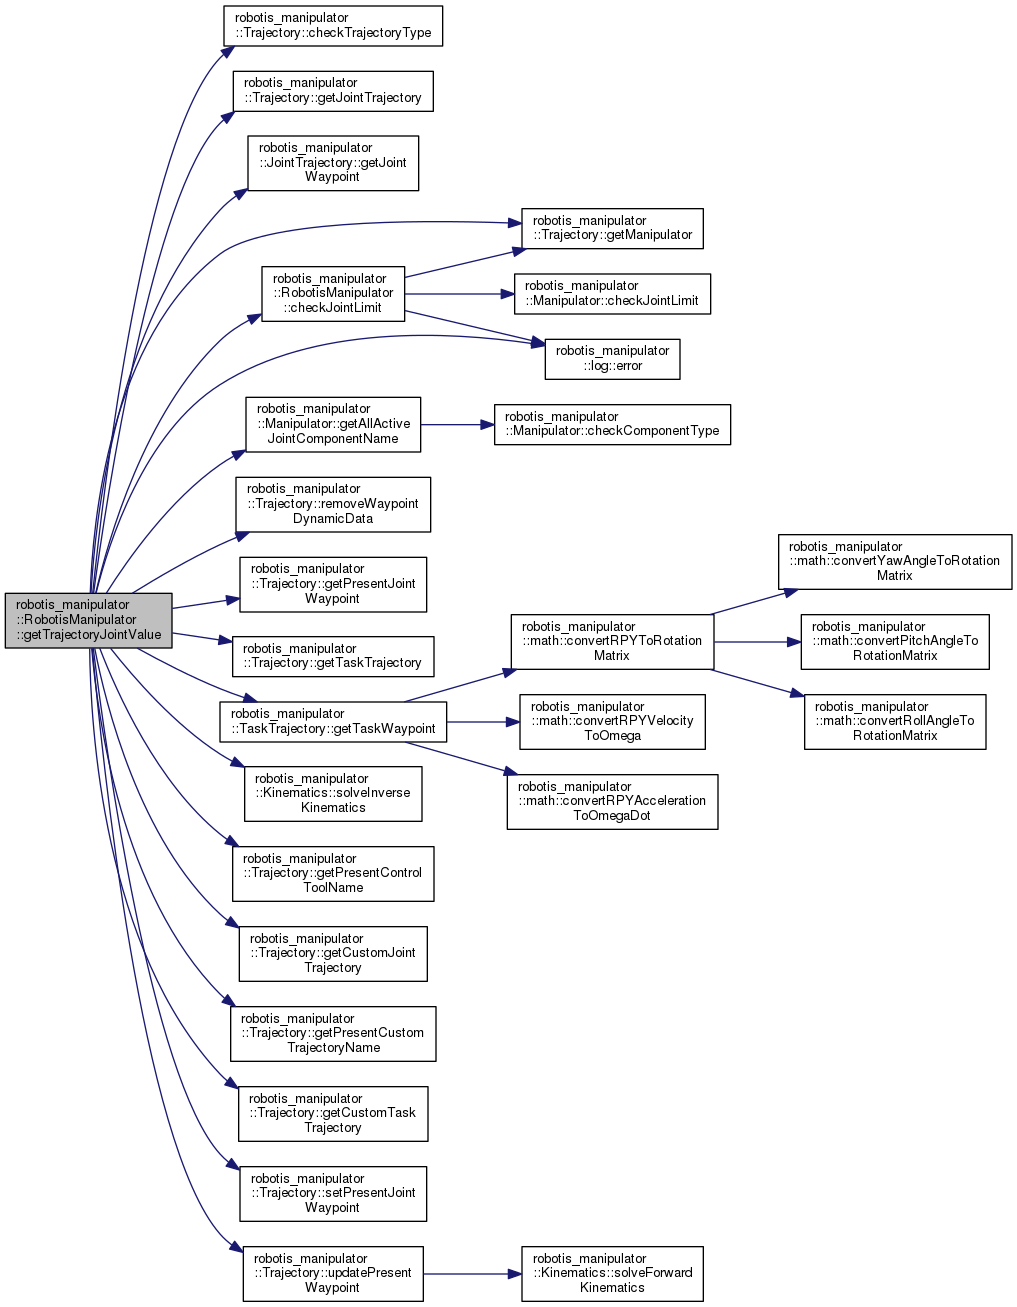 robotis_manipulator
::Trajectory::checkTrajectoryType
robotis_manipulator
::Trajectory::getJointTrajectory
robotis_manipulator
::JointTrajectory::getJoint
Waypoint
robotis_manipulator
::Trajectory::getManipulator
robotis_manipulator
::RobotisManipulator
::checkJointLimit
robotis_manipulator
::Manipulator::checkJointLimit
robotis_manipulator
::log::error
robotis_manipulator
::Manipulator::getAllActive
JointComponentName
robotis_manipulator
::Manipulator::checkComponentType
robotis_manipulator
::Trajectory::removeWaypoint
DynamicData
robotis_manipulator
::Trajectory::getPresentJoint
Waypoint
robotis_manipulator
::RobotisManipulator
::getTrajectoryJointValue
robotis_manipulator
::Trajectory::getTaskTrajectory
robotis_manipulator
::TaskTrajectory::getTaskWaypoint
robotis_manipulator
::math::convertRPYToRotation
Matrix
robotis_manipulator
::math::convertYawAngleToRotation
Matrix
robotis_manipulator
::math::convertPitchAngleTo
RotationMatrix
robotis_manipulator
::math::convertRollAngleTo
RotationMatrix
robotis_manipulator
::math::convertRPYVelocity
ToOmega
robotis_manipulator
::math::convertRPYAcceleration
ToOmegaDot
robotis_manipulator
::Kinematics::solveInverse
Kinematics
robotis_manipulator
::Trajectory::getPresentControl
ToolName
robotis_manipulator
::Trajectory::getCustomJoint
Trajectory
robotis_manipulator
::Trajectory::getPresentCustom
TrajectoryName
robotis_manipulator
::Trajectory::getCustomTask
Trajectory
robotis_manipulator
::Trajectory::setPresentJoint
Waypoint
robotis_manipulator
::Trajectory::updatePresent
Waypoint
robotis_manipulator
::Kinematics::solveForward
Kinematics